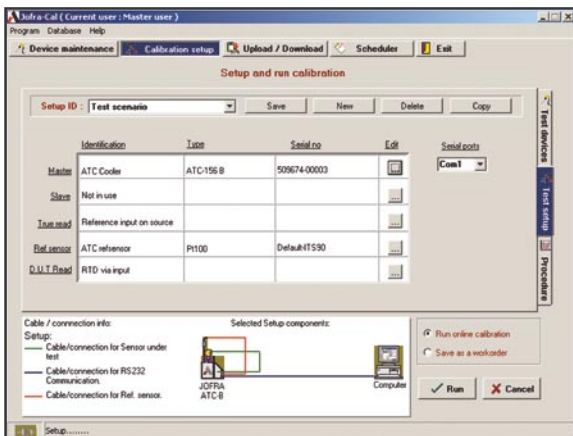 Jofra-Cal ( Current user : Master user )
Program Database Help
Device maintenance Calibration setup Upload / Download Scheduler Exit
Setup and run calibration
Setup ID : Test scenario Save New Delete Copy
Identification Type Serial no Edit Serial ports
Master ATC Cooler ATC-156 B 509674-00003 ... Com1
Slave Not in use ...
True read Reference input on source ...
Ref.sensor ATC refsensor Pt100 Default-ITS90 ...
D.U.T.Read RTD via input ...
Test devices
Test setup
Procedure
Cable / connnection info: Selected Setup components:
Setup:
Cable/connection for Sensor under
test
Cable/connection for RS232
Communication.
Cable/connection for Ref. sensor.
JOFRA
ATC-B
Computer
Run online calibration
Save as a workorder
Run Cancel
Setup........